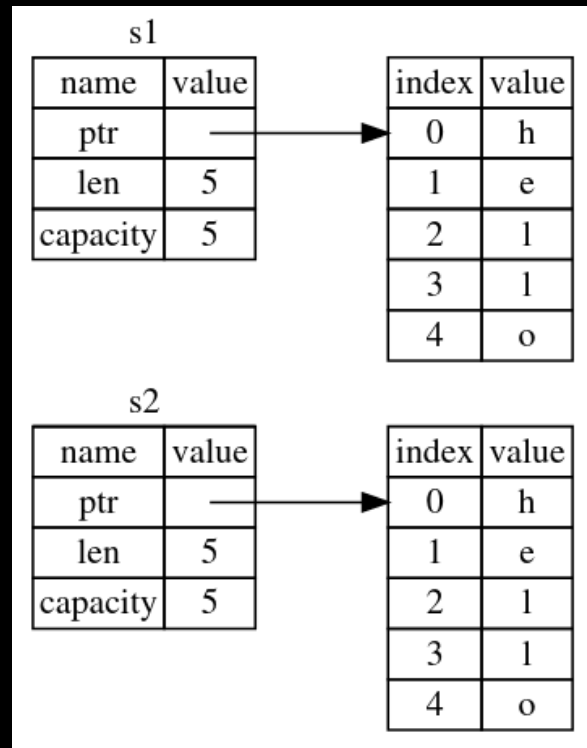 s1
name value
ptr
len 5
capacity 5
index value
0 h
1 e
2 l
3 l
4 o
s2
name value
ptr
len 5
capacity 5
index value
0 h
1 e
2 l
3 l
4 o